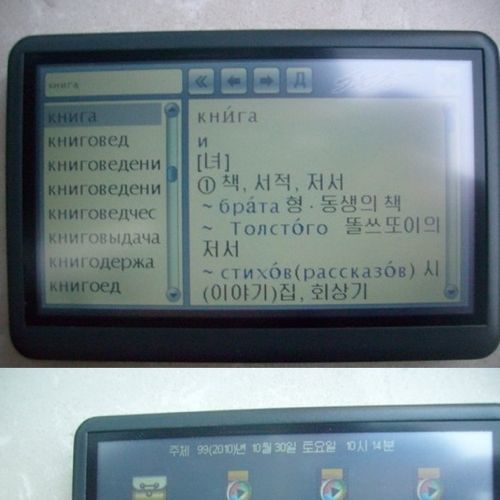 книга
« Д
книга
книговед
книговедени
книговедени
книговедчес
книговыдача
книгодержа
книгоед
кни́га
и
[녀]
① 책, 서적, 저서
~ бра́та 형·동생의 책
~ Толсто́го 똘쓰또이의
저서
~ стихо́в(расска́зов) 시
(이야기)집, 회상기
주체 99(2010)년 10월 30일 토요일 10시 14분